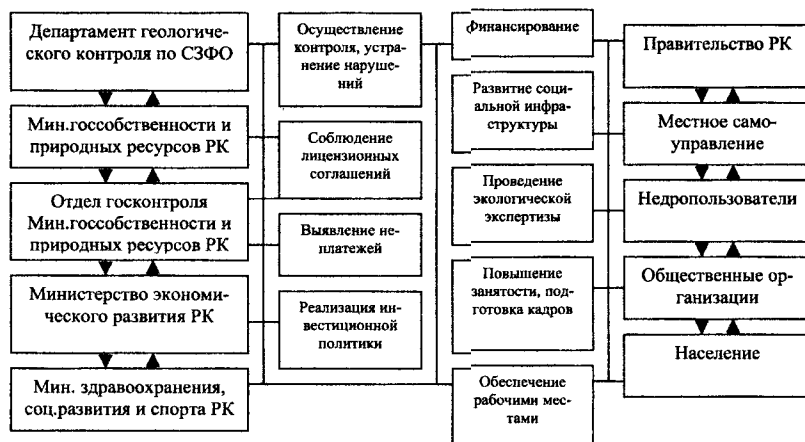 Департамент геологиче-
ского контроля по СЗФО
Мин.госсобственности и
природных ресурсов РК
Отдел госконтроля
Мин.госсобственности и
природных ресурсов РК
Министерство экономи-
ческого развития РК
Мин. здравоохранения,
соц.развития и спорта РК
Осуществление
контроля, устра-
нение наруше-
ний
Соблюдение
лицензионных
соглашений
Выявление не-
платежей
Реализация ин-
вестиционной
политики
Финансирование
Развитие соци-
альной инфра-
структуры
Проведение
экологической
экспертизы
Повышение
занятости, под-
готовка кадров
Обеспечение
рабочими мес-
тами
Правительство РК
Местное само-
управление
Недропользователи
Общественные ор-
ганизации
Население